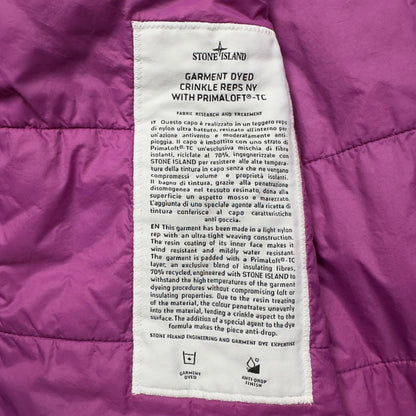 STONE ISLAND
GARMENT DYED
CRINKLE REPS NY
WITH PRIMALOFT®-TC
FABRIC RESEARCH AND TREATMENT
IT Questo capo è realizzato in un leggero reps
di nylon ultra battuto, resinato all'interno per
un'azione antivento e moderatamente anti-
pioggia. Il capo è imbottito con uno strato di
PrimaLoft®-TC un'esclusiva mischia di fibre
isolanti, riciclate al 70%, ingegnerizzate con
STONE ISLAND per resistere alle temperature
della tintura in capo senza che ne vengano
compromessi volume e proprietà isolanti.
Il bagno di tintura, grazie alla penetrazione
disomogenea nel tessuto resinato, dona alla
superficie un aspetto mosso e marezzato.
L'aggiunta di uno speciale agente alla ricetta di
tintura conferisce al capo caratteristiche
anti goccia.
EN This garment has been made in a light nylon
rep with an ultra-tight weaving construction.
The resin coating of its inner face makes it
wind resistant and mildly water resistant.
The garment is padded with a PrimaLoft®-TC
layer, an exclusive blend of insulating fibres,
70% recycled, engineered with STONE ISLAND to
withstand the high temperatures of the garment
dyeing procedures without compromising loft or
insulating properties. Due to the resin treating
of the material, the colour penetrates unevenly
into the material, lending a crinkle aspect to the
surface. The addition of a special agent to the dye
formula makes the piece anti-drop.
STONE ISLAND ENGINEERING AND GARMENT DYE EXPERTISE
GARMENT
DYED
ANTI-DROP
FINISH